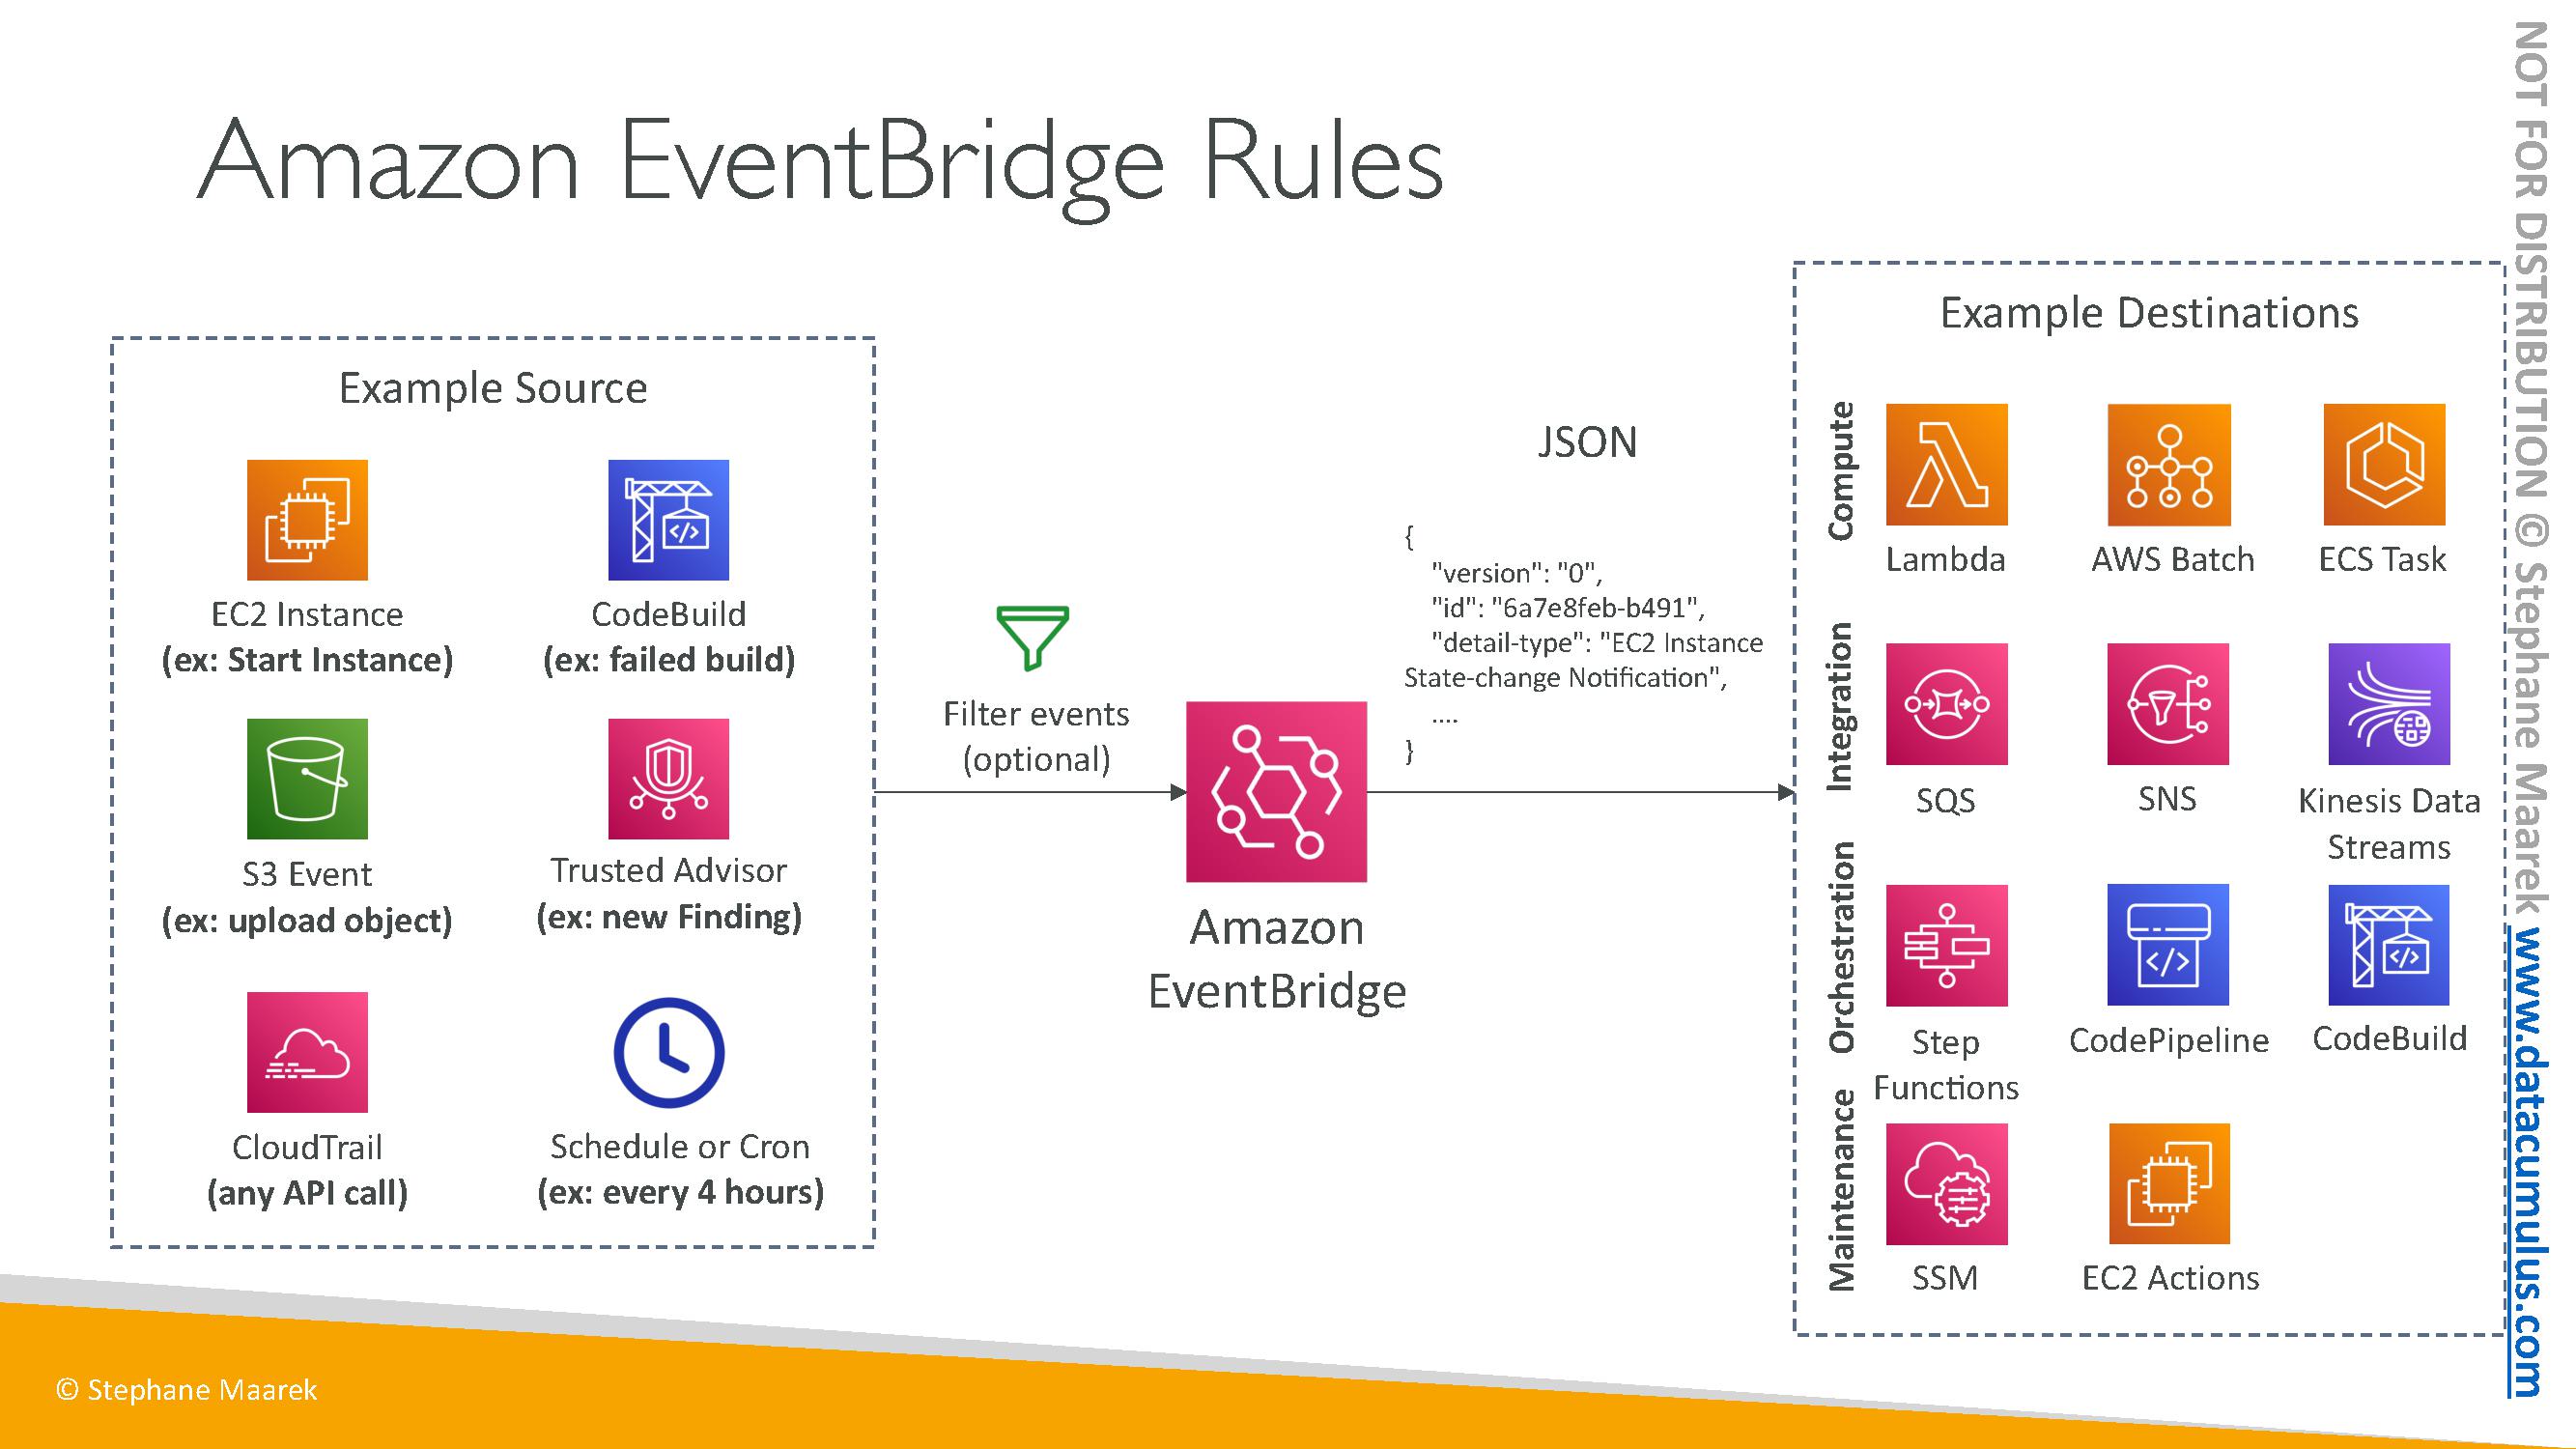 Amazon EventBridge Rules
Example Source
EC2 Instance
(ex: Start Instance)
CodeBuild
(ex: failed build)
S3 Event
(ex: upload object)
Trusted Advisor
(ex: new Finding)
CloudTrail
(any API call)
Schedule or Cron
(ex: every 4 hours)
Filter events
(optional)
Amazon
EventBridge
JSON
{
"version": "0",
"id": "6a7e8feb-b491",
"detail-type": "EC2 Instance
State-change Notification",
....
}
Example Destinations
Compute
Lambda
AWS Batch
ECS Task
Integration
SQS
SNS
Kinesis Data
Streams
Orchestration
Step
Functions
CodePipeline
CodeBuild
Maintenance
SSM
EC2 Actions
© Stephane Maarek
NOT FOR DISTRIBUTION © Stephane Maarek www.datacumulus.com